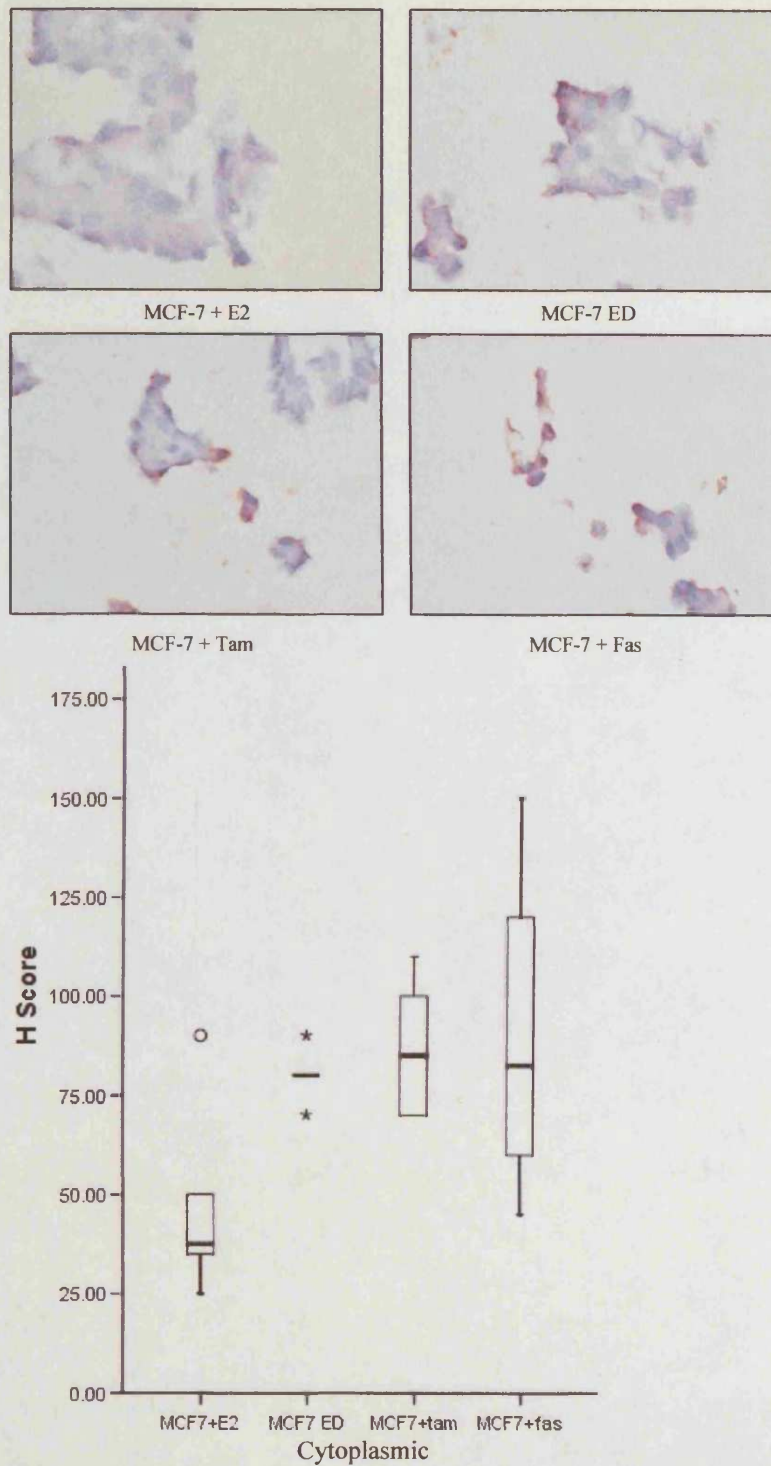 MCF-7 + E2
MCF-7 ED
MCF-7 + Tam
MCF-7 + Fas
175.00
150.00
125.00
100.00
75.00
50.00
25.00
0.00
H Score
MCF7+E2 MCF7 ED MCF7+tam MCF7+fas
Cytoplasmic